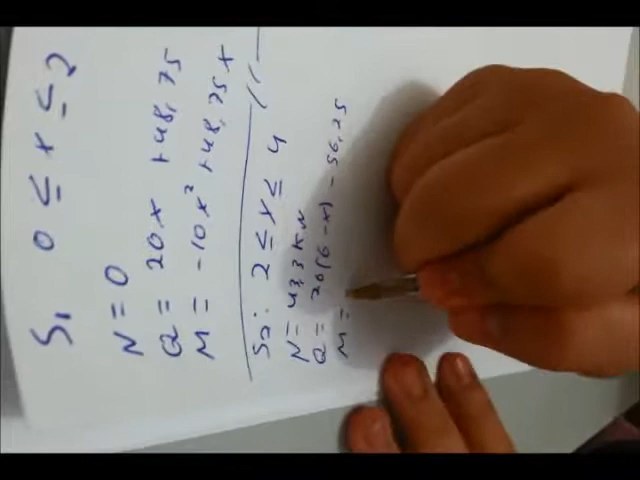 S1 0 ≤ x ≤ 2
N = 0
Q = 20x + 48,75
M = -10x² + 48,75x
S2: 2 ≤ x ≤ 4
N = 43,3 KN
Q = 20(6-x) - 56,25
M =